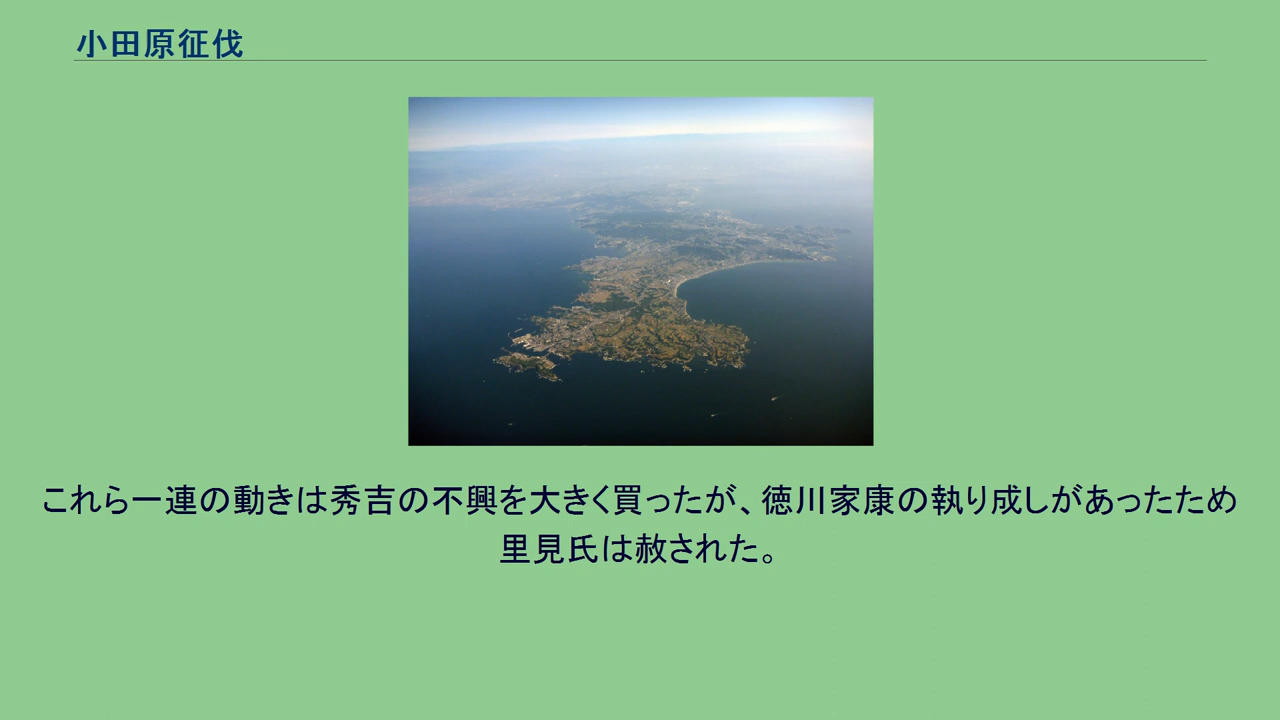 小田原征伐
これら一連の動きは秀吉の不興を大きく買ったが、徳川家康の執り成しがあったため
里見氏は赦された。